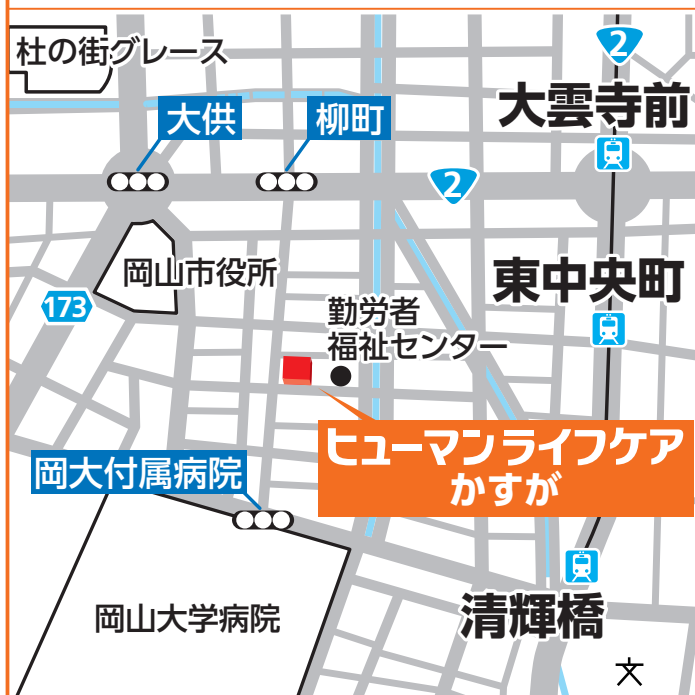 杜の街グレース
2
大雲寺前
大供
柳町
2
岡山市役所
東中央町
173
勤労者
福祉センター
ヒューマンライフケア
かすが
岡大付属病院
清輝橋
岡山大学病院